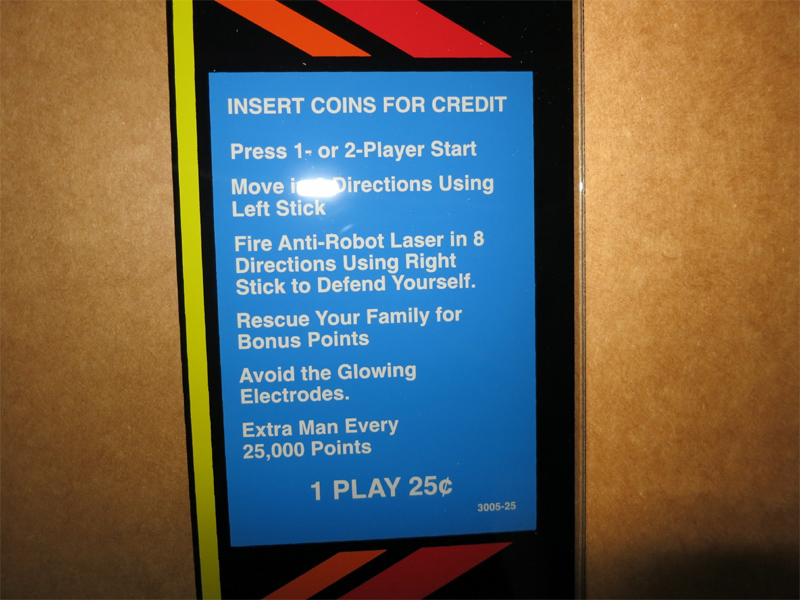 INSERT COINS FOR CREDIT
Press 1- or 2-Player Start
Move Directions Using
Left Stick
Fire Anti-Robot Laser in 8
Directions Using Right
Stick to Defend Yourself.
Rescue Your Family for
Bonus Points
Avoid the Glowing
Electrodes.
Extra Man Every
25,000 Points
1 PLAY 25¢
3005-25